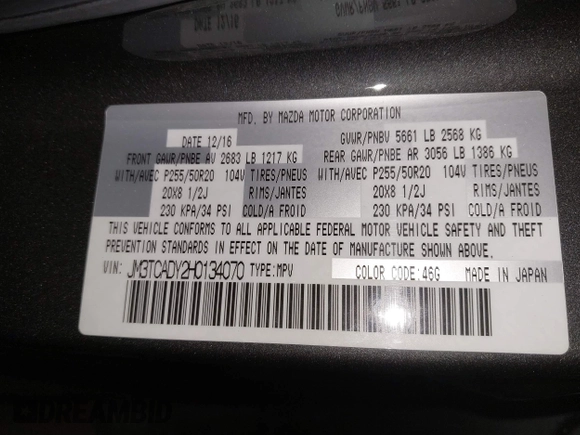 MFD. BY MAZDA MOTOR CORPORATION
DATE 12/16 GVWR/PNBV 5661 LB 2568 KG
FRONT GAWR/PNBE AV 2683 LB 1217 KG REAR GAWR/PNBE AR 3056 LB 1386 KG
WITH/AVEC P255/50R20 104V TIRES/PNEUS WITH/AVEC P255/50R20 104V TIRES/PNEUS
20X8 1/2J RIMS/JANTES 20X8 1/2J RIMS/JANTES
230 KPA/34 PSI COLD/A FROID 230 KPA/34 PSI COLD/A FROID
THIS VEHICLE CONFORMS TO ALL APPLICABLE FEDERAL MOTOR VEHICLE SAFETY AND THEFT
PREVENTION STANDARDS IN EFFECT ON THE DATE OF MANUFACTURE SHOWN ABOVE.
VIN: JM3TCADY2H0134070 TYPE:MPV COLOR CODE:46G MADE IN JAPAN
DREAMBID